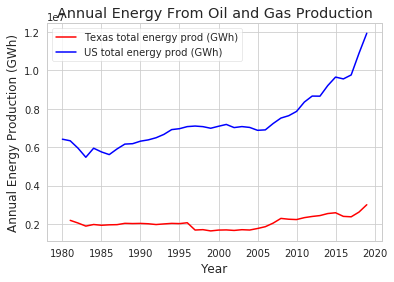 Annual Energy From Oil and Gas Production
1e7
Texas total energy prod (GWh)
US total energy prod (GWh)
Annual Energy Production (GWh)
1.2
1.0
0.8
0.6
0.4
0.2
1980 1985 1990 1995 2000 2005 2010 2015 2020
Year